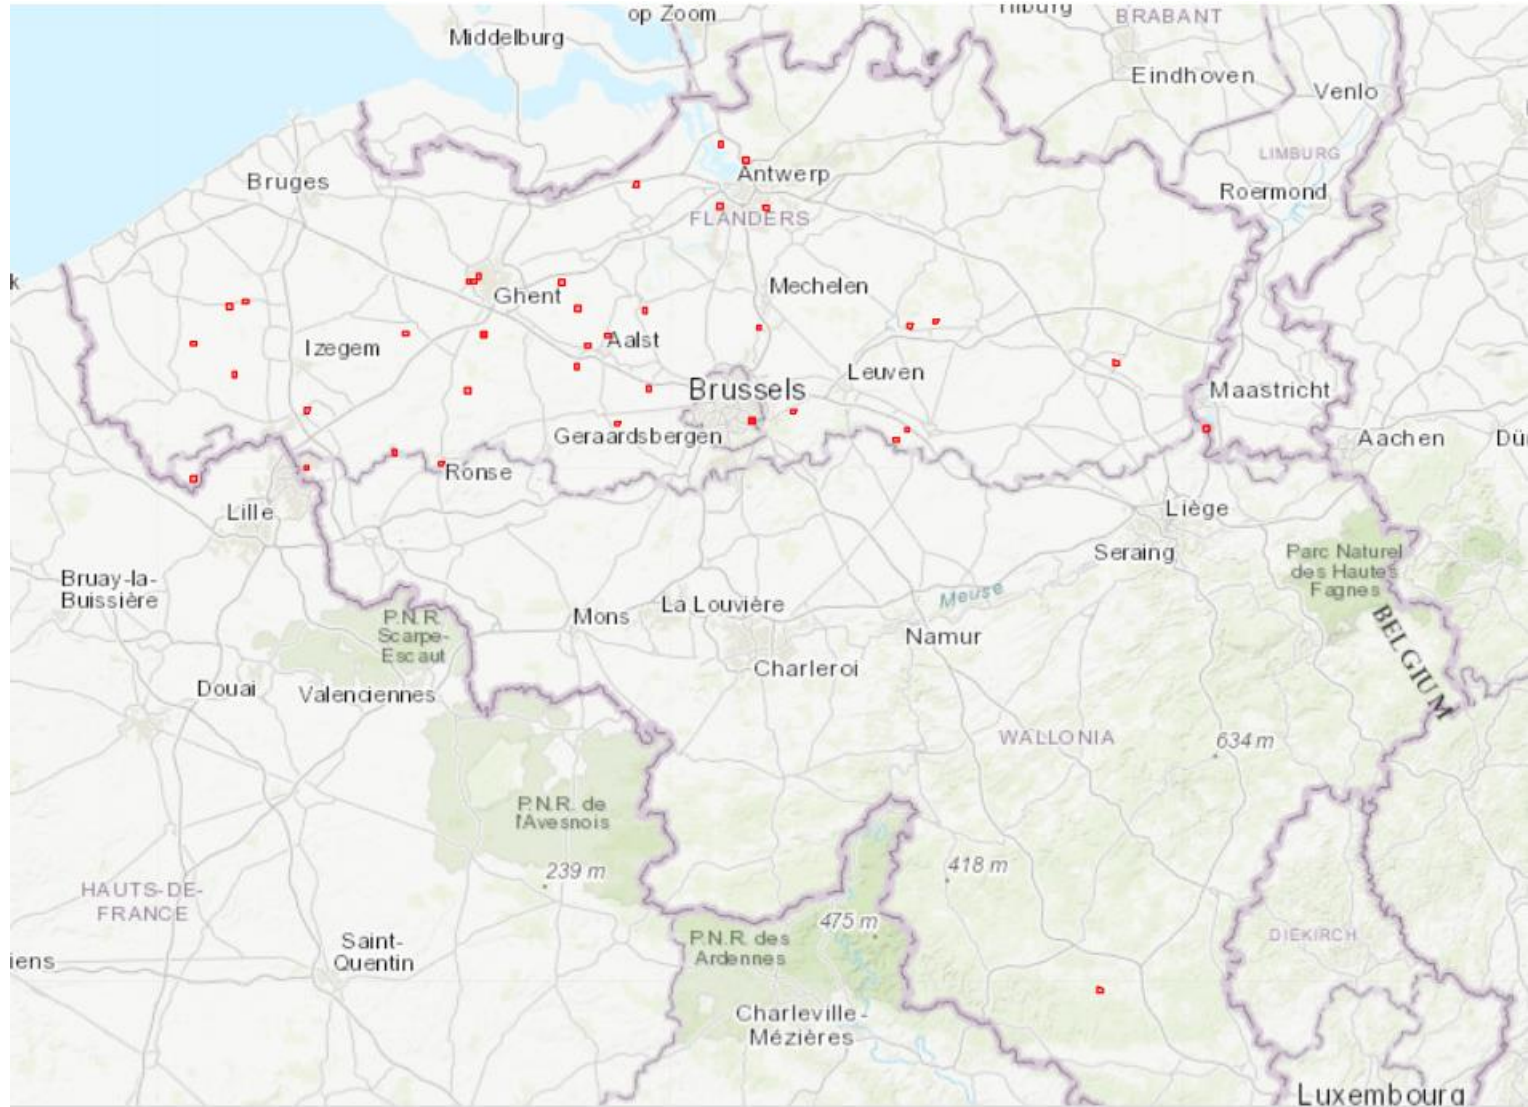 op Zoom
Tilburg
BRABANT
Middelburg
Eindhoven
Venlo
LIMBURG
Antwerp
Bruges
Roermond
FLANDERS
k
Ghent
Mechelen
Izegem
Aalst
Leuven
Brussels
Maastricht
Geraardsbergen
Aachen
Dür
Ronse
Lille
Liège
Seraing
Parc Naturel
des Hautes
Fagnes
Bruay-la-
Buissière
Meuse
La Louvière
Mons
P.N.R.
Scarpe-
Escaut
Namur
BELGIUM
Charleroi
Douai
Valenciennes
WALLONIA
634 m
P.N.R. de
l'Avesnois
239 m
418 m
HAUTS-DE-
FRANCE
475 m
Saint-
Quentin
P.N.R. des
Ardennes
DIEKIRCH
iens
Charleville-
Mézières
Luxembourg